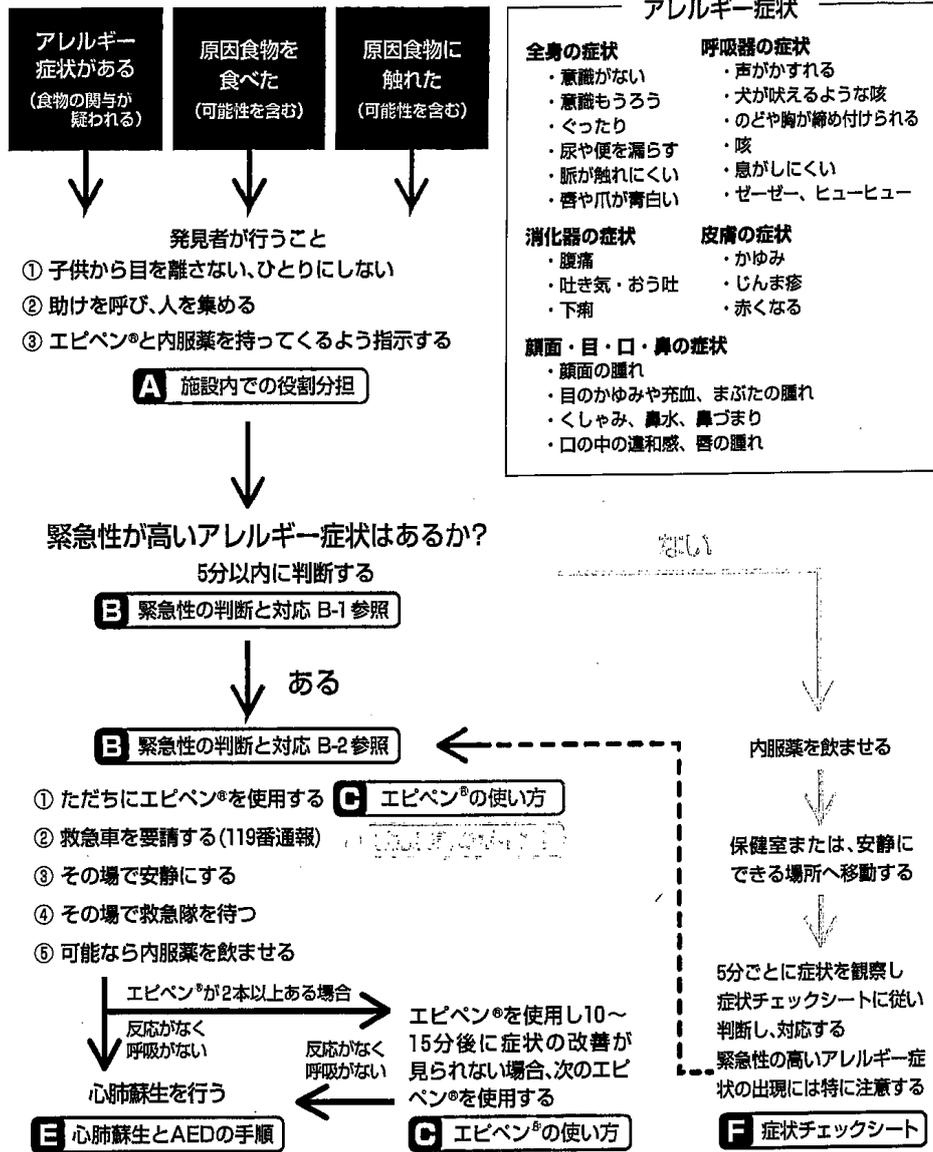 アレルギー
症状がある
(食物の関与が
疑われる)
原因食物を
食べた
(可能性を含む)
原因食物に
触れた
(可能性を含む)
発見者が行うこと
① 子供から目を離さない、ひとりにしない
② 助けを呼び、人を集める
③ エピペン®と内服薬を持ってくるよう指示する
A 施設内での役割分担
アレルギー症状
全身の症状
・意識がない
・意識もうろう
・ぐったり
・尿や便を漏らす
・脈が触れにくい
・唇や爪が青白い
呼吸器の症状
・声がかすれる
・犬が吠えるような咳
・のどや胸が締め付けられる
・咳
・息がしにくい
・ゼーゼー、ヒューヒュー
消化器の症状
・腹痛
・吐き気・おう吐
・下痢
皮膚の症状
・かゆみ
・じんま疹
・赤くなる
顔面・目・口・鼻の症状
・顔面の腫れ
・目のかゆみや充血、まぶたの腫れ
・くしゃみ、鼻水、鼻づまり
・口の中の違和感、唇の腫れ
緊急性が高いアレルギー症状はあるか?
5分以内に判断する
B 緊急性の判断と対応 B-1参照
ない
ある
B 緊急性の判断と対応 B-2参照
① ただちにエピペン®を使用する
C エピペン®の使い方
② 救急車を要請する(119番通報)
③ その場で安静にする
④ その場で救急隊を待つ
⑤ 可能なら内服薬を飲ませる
内服薬を飲ませる
保健室または、安静に
できる場所へ移動する
5分ごとに症状を観察し
症状チェックシートに従い
判断し、対応する
緊急性の高いアレルギー症
状の出現には特に注意する
F 症状チェックシート
エピペン®が2本以上ある場合
反応がなく
呼吸がない
エピペン®を使用し10〜
15分後に症状の改善が
見られない場合、次のエピ
ペン®を使用する
C エピペン®の使い方
反応がなく
呼吸がない
心肺蘇生を行う
E 心肺蘇生とAEDの手順